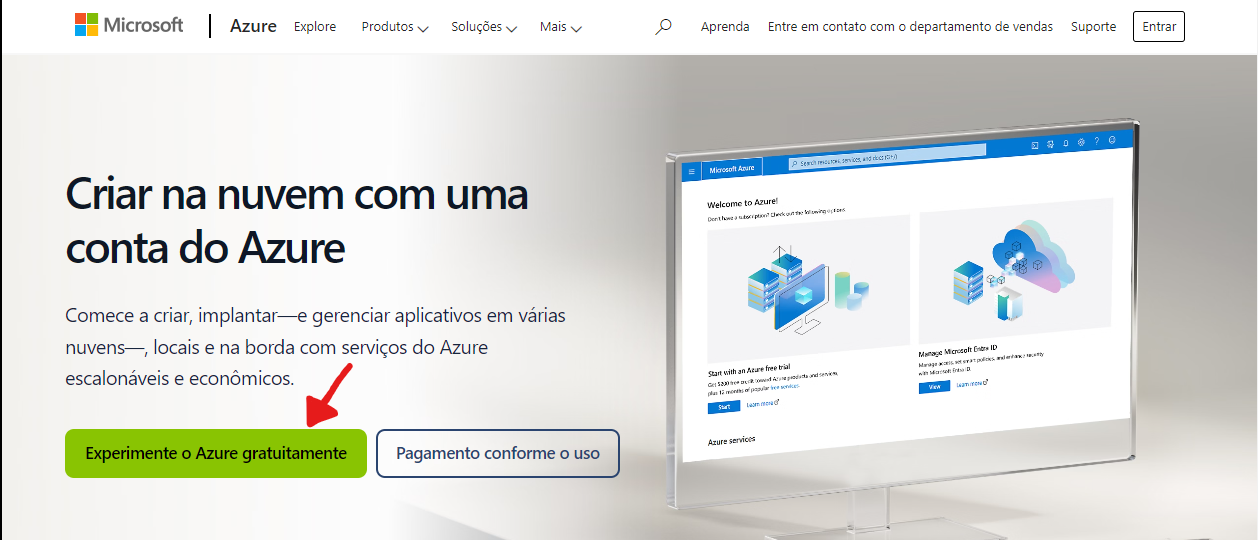 Microsoft
Azure
Explore
Produtos
Soluções
Mais
Aprenda
Entre em contato com o departamento de vendas
Suporte
Entrar
Criar na nuvem com uma
conta do Azure
Comece a criar, implantar—e gerenciar aplicativos em várias
nuvens—, locais e na borda com serviços do Azure
escalonáveis e econômicos.
Experimente o Azure gratuitamente
Pagamento conforme o uso
Microsoft Azure
Search resources, services, and docs (G+/)
Welcome to Azure!
Don't have a subscription? Check out the following options.
Start with an Azure free trial
Get $200 free credit toward Azure products and services,
plus 12 months of popular free services.
Start
Learn more
Manage Microsoft Entra ID
Manage access, set smart policies, and enhance security
with Microsoft Entra ID.
View
Learn more
Azure services